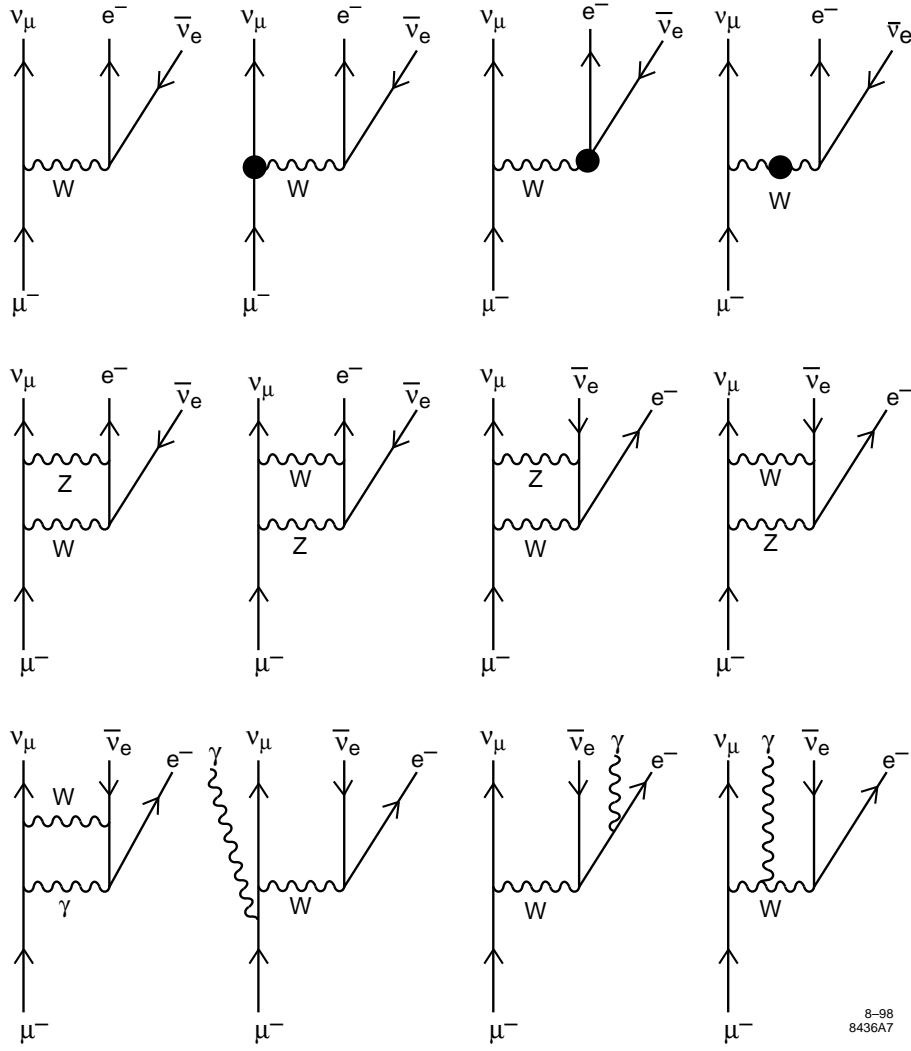 νμ e– ν̅e νμ e– ν̅e νμ e– ν̅e νμ e– ν̅e
W W W W
μ– μ– μ– μ–
νμ e– ν̅e νμ e– ν̅e νμ ν̅e e– νμ ν̅e e–
Z W Z W
W Z W Z
μ– μ– μ– μ–
νμ ν̅e e– γ νμ ν̅e e– νμ ν̅e γ e– νμ γ ν̅e e–
W
γ W W W
μ– μ– μ– μ–
8–98
8436A7